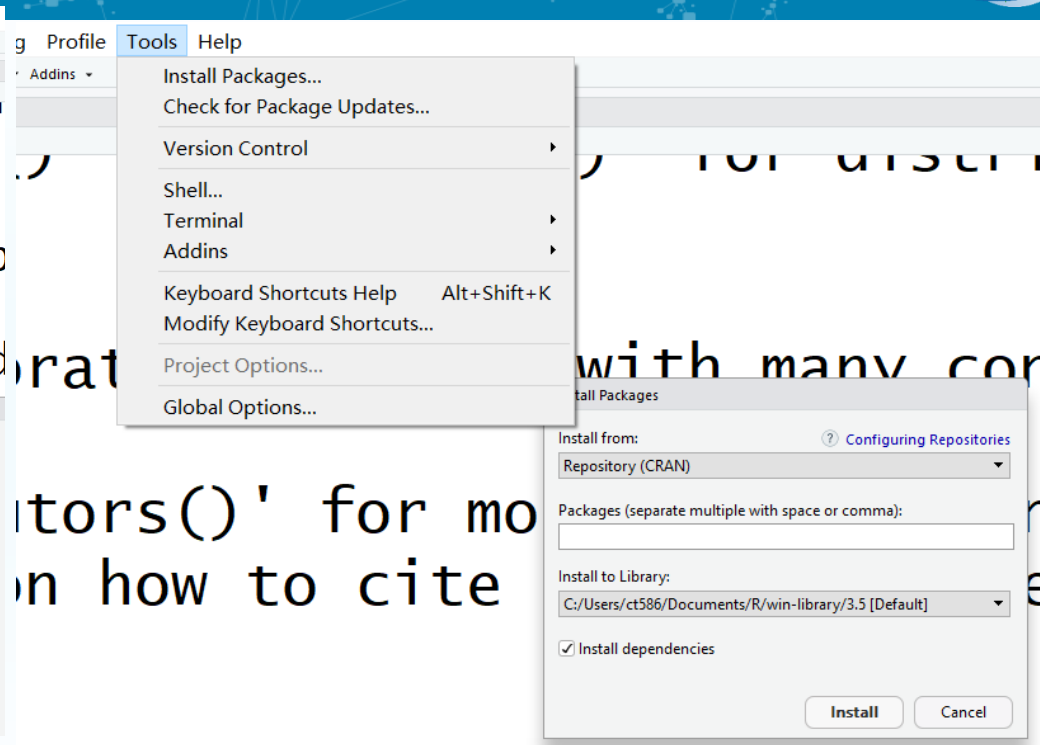 Profile Tools Help
Addins
Install Packages...
Check for Package Updates...
Version Control
Shell...
Terminal
Addins
Keyboard Shortcuts Help Alt+Shift+K
Modify Keyboard Shortcuts...
Project Options...
Global Options...
for distri
with many con
tors()' for mo
on how to cite
tall Packages
Install from:
? Configuring Repositories
Repository (CRAN)
Packages (separate multiple with space or comma):
Install to Library:
C:/Users/ct586/Documents/R/win-library/3.5 [Default]
Install dependencies
Install Cancel